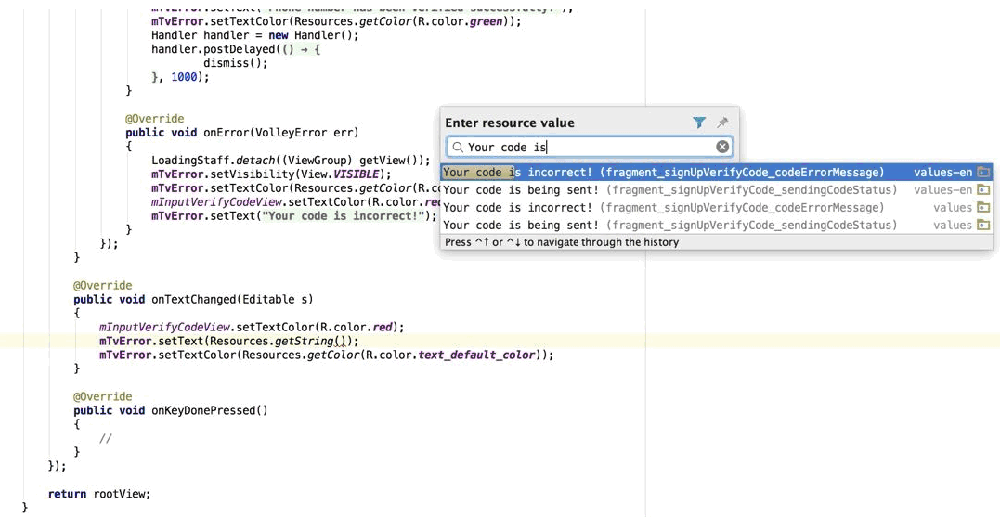 mTvError.setText("Phone number has been verified successfully!");
mTvError.setTextColor(Resources.getColor(R.color.green));
Handler handler = new Handler();
handler.postDelayed(() → {
dismiss();
}, 1000);
}
@Override
public void onError(VolleyError err)
{
LoadingStaff.detach((ViewGroup) getView());
mTvError.setVisibility(View.VISIBLE);
mTvError.setTextColor(Resources.getColor(R.c
mInputVerifyCodeView.setTextColor(R.color.red
mTvError.setText("Your code is incorrect!");
}
});
}
@Override
public void onTextChanged(Editable s)
{
mInputVerifyCodeView.setTextColor(R.color.red);
mTvError.setText(Resources.getString());
mTvError.setTextColor(Resources.getColor(R.color.text_default_color));
}
@Override
public void onKeyDonePressed()
{
//
}
});
return rootView;
}
Enter resource value
Your code is
Your code is incorrect! (fragment_signUpVerifyCode_codeErrorMessage) values-en
Your code is being sent! (fragment_signUpVerifyCode_sendingCodeStatus) values-en
Your code is incorrect! (fragment_signUpVerifyCode_codeErrorMessage) values
Your code is being sent! (fragment_signUpVerifyCode_sendingCodeStatus) values
Press ^↑ or ^↓ to navigate through the history